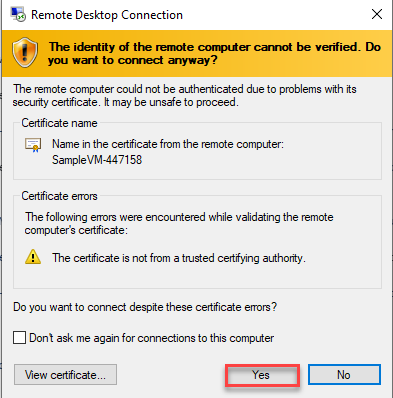 Remote Desktop Connection
The identity of the remote computer cannot be verified. Do
you want to connect anyway?
The remote computer could not be authenticated due to problems with its
security certificate. It may be unsafe to proceed.
Certificate name
Name in the certificate from the remote computer:
SampleVM-447158
Certificate errors
The following errors were encountered while validating the remote
computer's certificate:
The certificate is not from a trusted certifying authority.
Do you want to connect despite these certificate errors?
Don't ask me again for connections to this computer
View certificate...
Yes
No